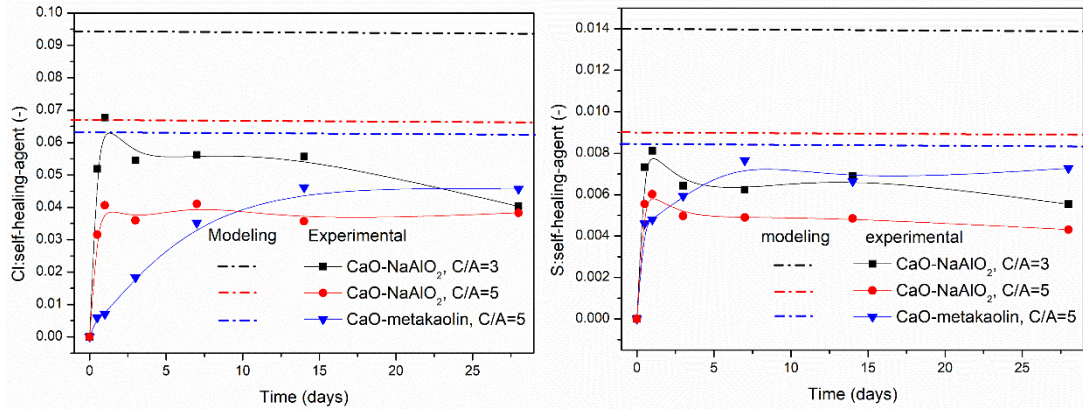 0.10
0.09
0.08
0.07
0.06
0.05
0.04
0.03
0.02
0.01
0.00
Cl:self-healing-agent (-)
Modeling Experimental
CaO-NaAlO₂, C/A=3
CaO-NaAlO₂, C/A=5
CaO-metakaolin, C/A=5
0 5 10 15 20 25
Time (days)
0.014
0.012
0.010
0.008
0.006
0.004
0.002
0.000
S:self-healing-agent (-)
modeling experimental
CaO-NaAlO₂, C/A=3
CaO-NaAlO₂, C/A=5
CaO-metakaolin, C/A=5
0 5 10 15 20 25
Time (days)